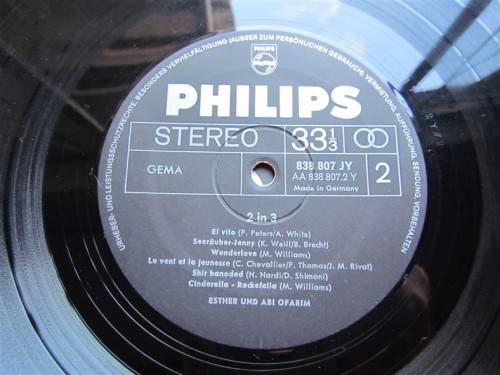 URHEBER- UND LEISTUNGSSCHUTZRECHTE, BESONDERS VERVIELFÄLTIGUNG (AUSSER ZUM PERSÖNLICHEN GEBRAUCH), VERMIETUNG, AUFFÜHRUNG, SENDUNG, VORBEHALTEN
PHILIPS
PHILIPS
STEREO 33 1/3
GEMA
838 807 JY
AA 838 807.2 Y
Made in Germany
2
2 in 3
El vito (P. Peters/A. White)
Seeräuber-Jenny (K. Weill/B. Brecht)
Wanderlove (M. Williams)
Le vent et la jeunesse (C. Chevallier/F. Thomas/J. M. Rivat)
Shir hanoded (N. Nardi/D. Shimoni)
Cinderella - Rockefella (M. Williams)
ESTHER UND ABI OFARIM